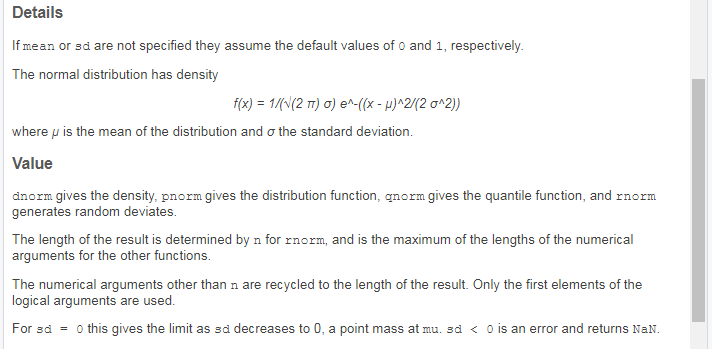 Details
If mean or sd are not specified they assume the default values of 0 and 1, respectively.
The normal distribution has density
f(x) = 1/(√(2 π) σ) e^-((x - μ)^2/(2 σ^2))
where μ is the mean of the distribution and σ the standard deviation.
Value
dnorm gives the density, pnorm gives the distribution function, qnorm gives the quantile function, and rnorm
generates random deviates.
The length of the result is determined by n for rnorm, and is the maximum of the lengths of the numerical
arguments for the other functions.
The numerical arguments other than n are recycled to the length of the result. Only the first elements of the
logical arguments are used.
For sd = 0 this gives the limit as sd decreases to 0, a point mass at mu. sd < 0 is an error and returns NaN.